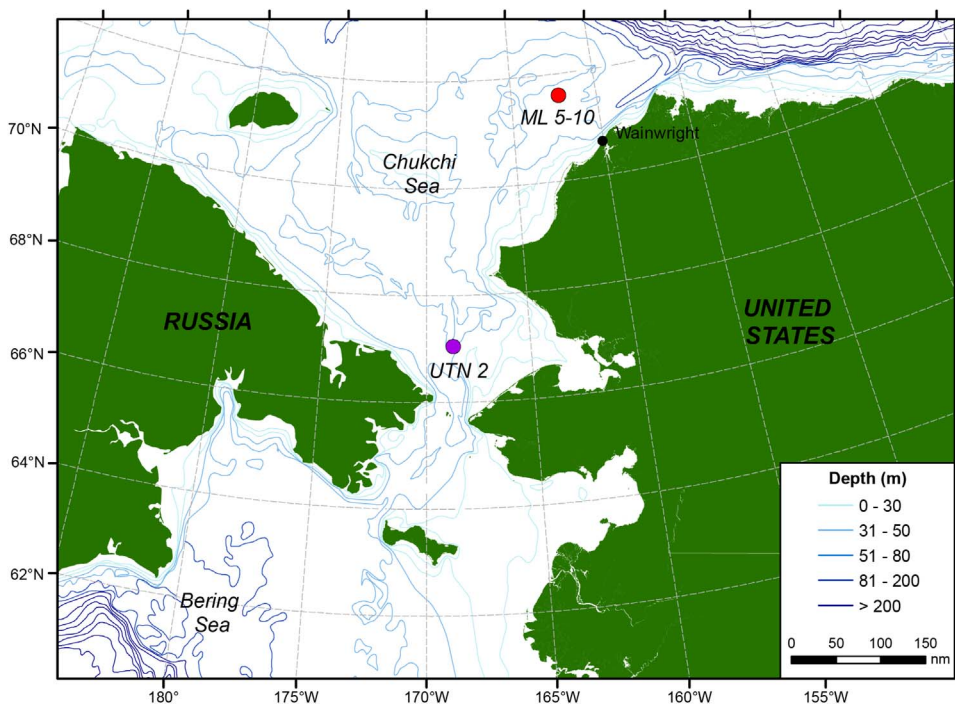 70°N
68°N
66°N
64°N
62°N
ML 5-10
Wainwright
Chukchi
Sea
RUSSIA
UNITED
STATES
UTN 2
Bering
Sea
Depth (m)
0 - 30
31 - 50
51 - 80
81 - 200
> 200
0 50 100 150
nm
180°
175°W
170°W
165°W
160°W
155°W